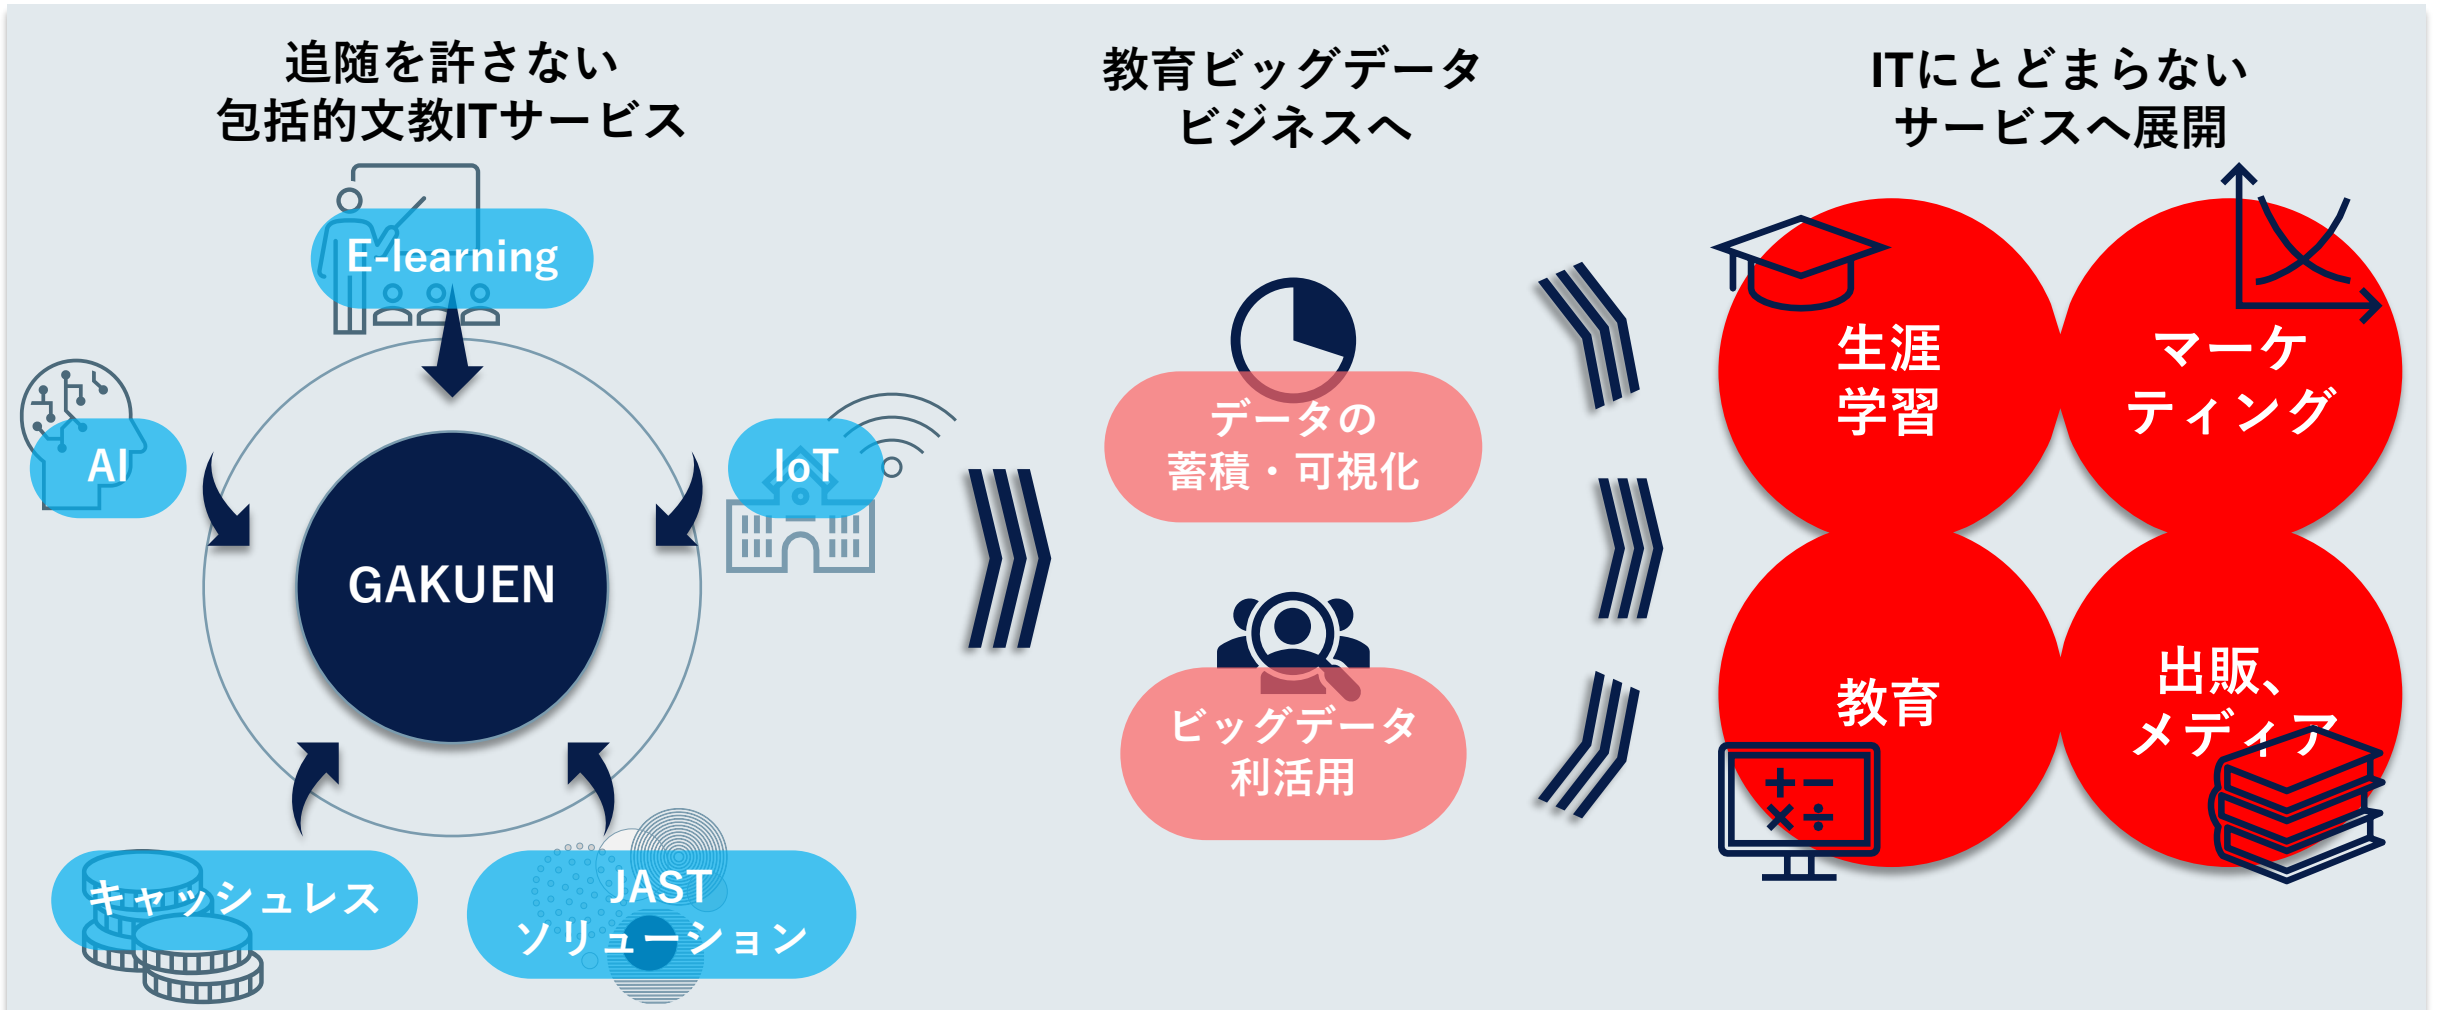 追随を許さない
包括的文教ITサービス
E-learning
AI
IoT
GAKUEN
キャッシュレス
JAST
ソリューション
教育ビッグデータ
ビジネスへ
データの
蓄積・可視化
ビッグデータ
利活用
ITにとどまらない
サービスへ展開
生涯
学習
マーケ
ティング
教育
出販、
メディア